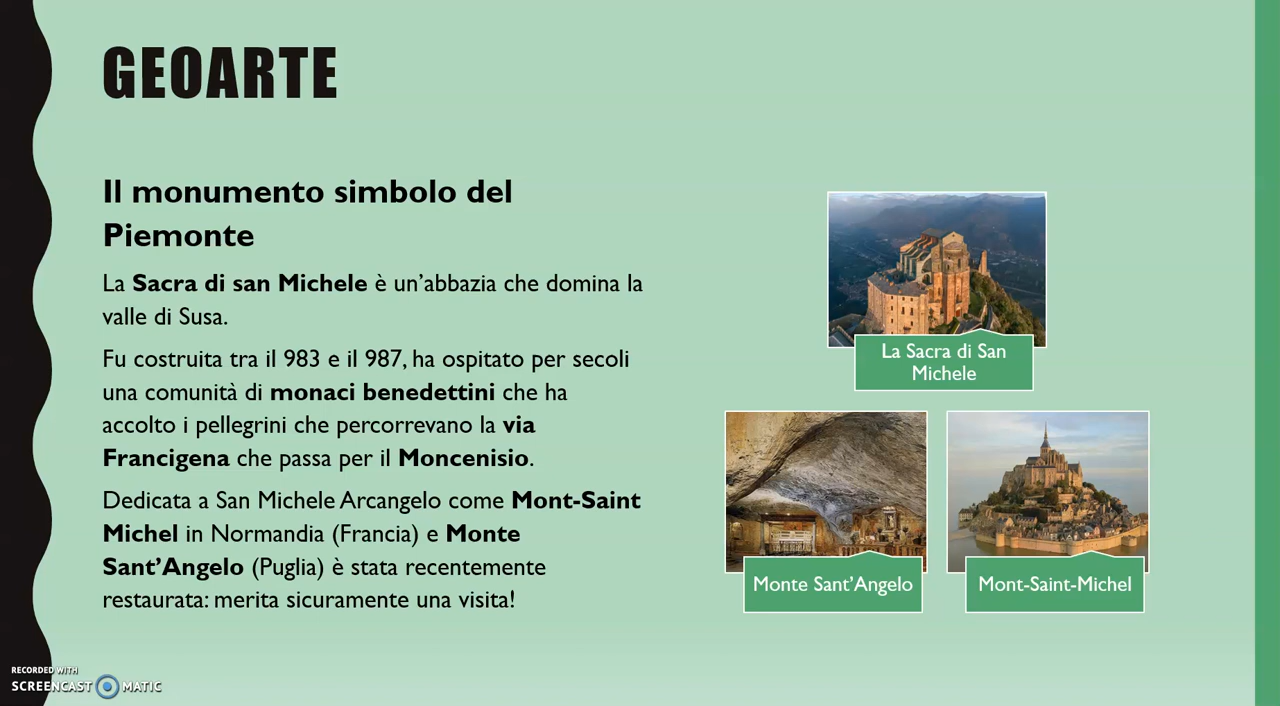 GEOARTE
Il monumento simbolo del
Piemonte
La Sacra di san Michele è un'abbazia che domina la
valle di Susa.
Fu costruita tra il 983 e il 987, ha ospitato per secoli
una comunità di monaci benedettini che ha
accolto i pellegrini che percorrevano la via
Francigena che passa per il Moncenisio.
Dedicata a San Michele Arcangelo come Mont-Saint
Michel in Normandia (Francia) e Monte
Sant'Angelo (Puglia) è stata recentemente
restaurata: merita sicuramente una visita!
La Sacra di San
Michele
Monte Sant'Angelo
Mont-Saint-Michel
RECORDED WITH
SCREENCAST MATIC